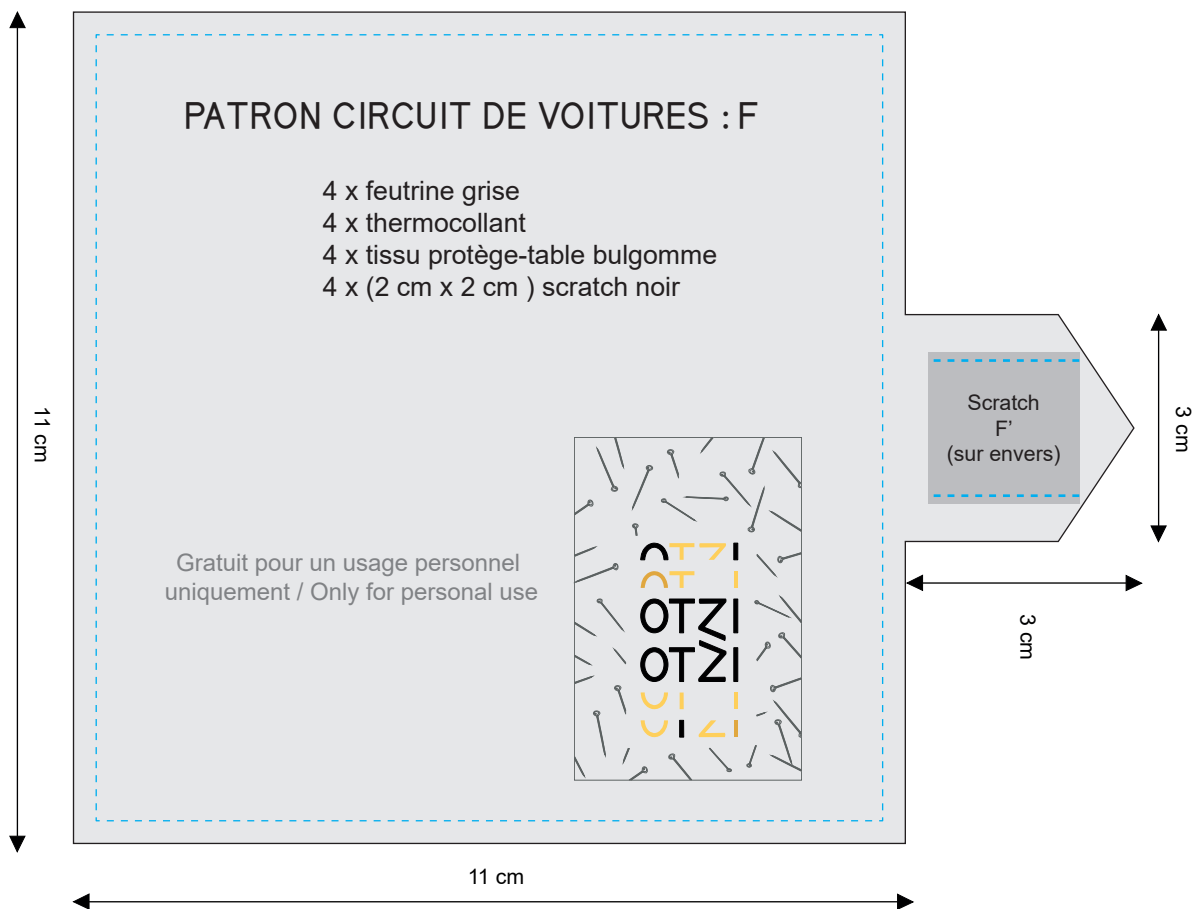 PATRON CIRCUIT DE VOITURES : F
4 x feutrine grise
4 x thermocollant
4 x tissu protège-table bulgomme
4 x (2 cm x 2 cm ) scratch noir
11 cm
Scratch
F’
(sur envers)
3 cm
Gratuit pour un usage personnel
uniquement / Only for personal use
OTZI
OTZI
3 cm
11 cm